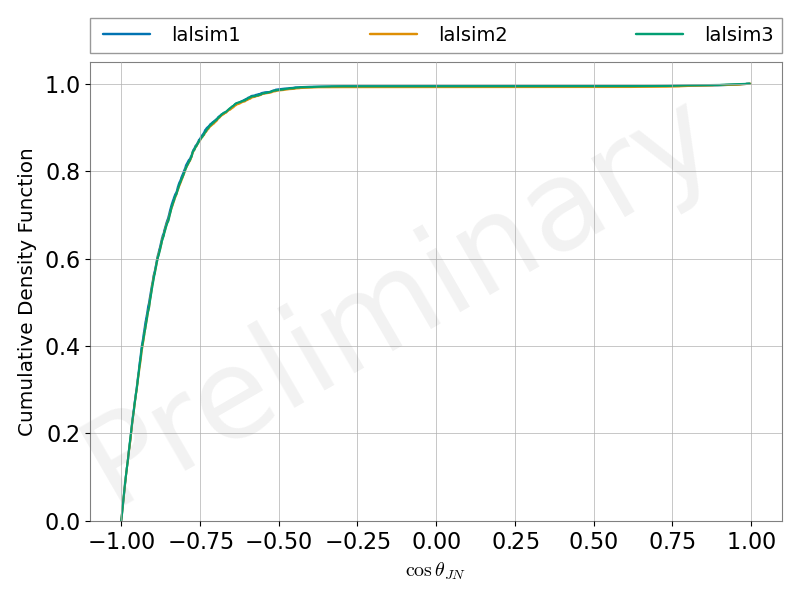 lalsim1 lalsim2 lalsim3
1.0
0.8
0.6
0.4
0.2
0.0
Cumulative Density Function
Preliminary
−1.00 −0.75 −0.50 −0.25 0.00 0.25 0.50 0.75 1.00
cos θ_JN